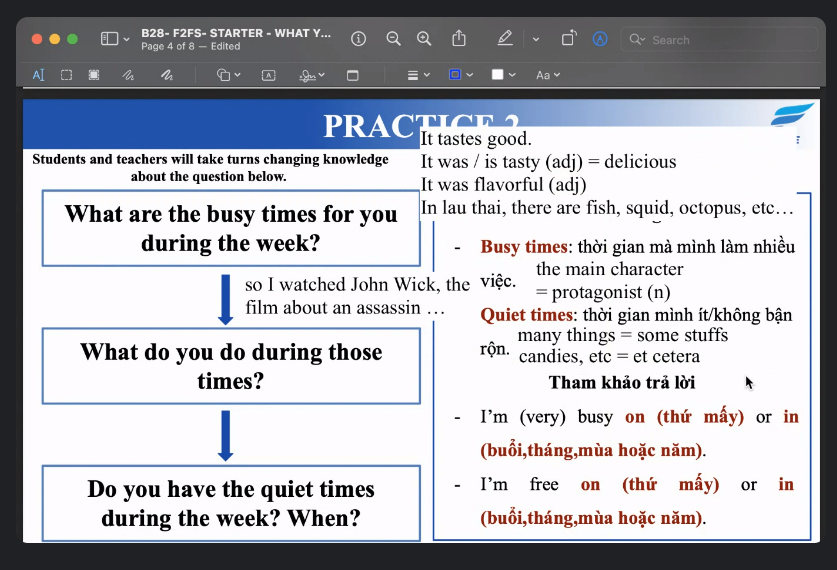 B28- F2FS- STARTER - WHAT Y...
Page 4 of 8 — Edited
Search
Aa
PRACTICE 2
It tastes good.
It was / is tasty (adj) = delicious
It was flavorful (adj)
In lau thai, there are fish, squid, octopus, etc…
Students and teachers will take turns changing knowledge
about the question below.
What are the busy times for you
during the week?
so I watched John Wick, the
film about an assassin …
What do you do during those
times?
Do you have the quiet times
during the week? When?
- Busy times: thời gian mà mình làm nhiều
việc.
the main character
= protagonist (n)
Quiet times: thời gian mình ít/không bận
rộn.
many things = some stuffs
candies, etc = et cetera
Tham khảo trả lời
- I’m (very) busy on (thứ mấy) or in
(buổi,tháng,mùa hoặc năm).
- I’m free on (thứ mấy) or in
(buổi,tháng,mùa hoặc năm).